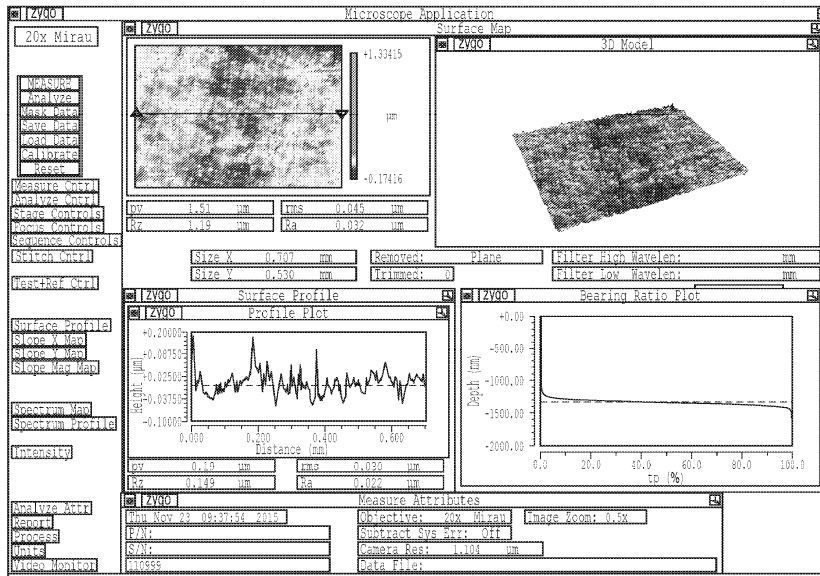 zygo Microscope Application
20x Mirau
MEASURE
Analyze
Mask Data
Save Data
Load Data
Calibrate
Reset
Measure Cntrl
Analyze Cntrl
Stage Controls
Focus Controls
Sequence Controls
Stitch Cntrl
Test+Ref Ctrl
Surface Profile
Slope X Map
Slope Y Map
Slope Mag Map
Spectrum Map
Spectrum Profile
Intensity
Analyze Attr
Report
Process
Units
Video Monitor
zygo Surface Map
+1.33415
µm
-0.17416
pv 1.51 µm
rms 0.045 µm
Rz 1.19 µm
Ra 0.032 µm
zygo 3D Model
Size X 0.707 mm
Removed: Plane
Filter High Wavelen: mm
Size Y 0.530 mm
Trimmed: 0
Filter Low Wavelen: mm
zygo Surface Profile
zygo Profile Plot
+0.20000
+0.08750
+0.02500
-0.03750
-0.10000
Height (µm)
0.000 0.200 0.400 0.600
Distance (mm)
pv 0.19 µm
rms 0.030 µm
Rz 0.149 µm
Ra 0.022 µm
zygo Bearing Ratio Plot
+0.00
-500.00
-1000.00
-1500.00
-2000.00
Depth (nm)
0.0 20.0 40.0 60.0 80.0 100.0
tp (%)
zygo Measure Attributes
Thu Nov 23 09:37:54 2015
Objective: 20x Mirau
Image Zoom: 0.5x
P/N:
Subtract Sys Err: Off
S/N:
Camera Res: 1.104 µm
110999
Data File: